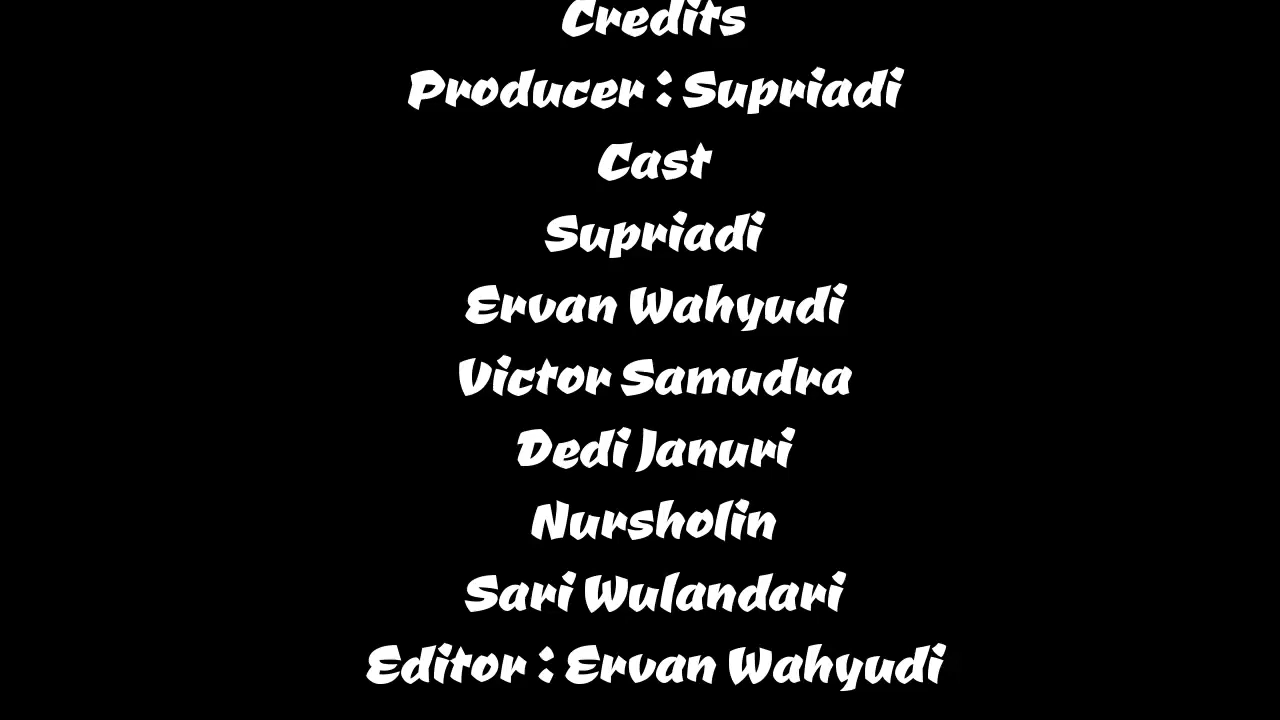 Credits
Producer : Supriadi
Cast
Supriadi
Ervan Wahyudi
Victor Samudra
Dedi Januri
Nursholin
Sari Wulandari
Editor : Ervan Wahyudi